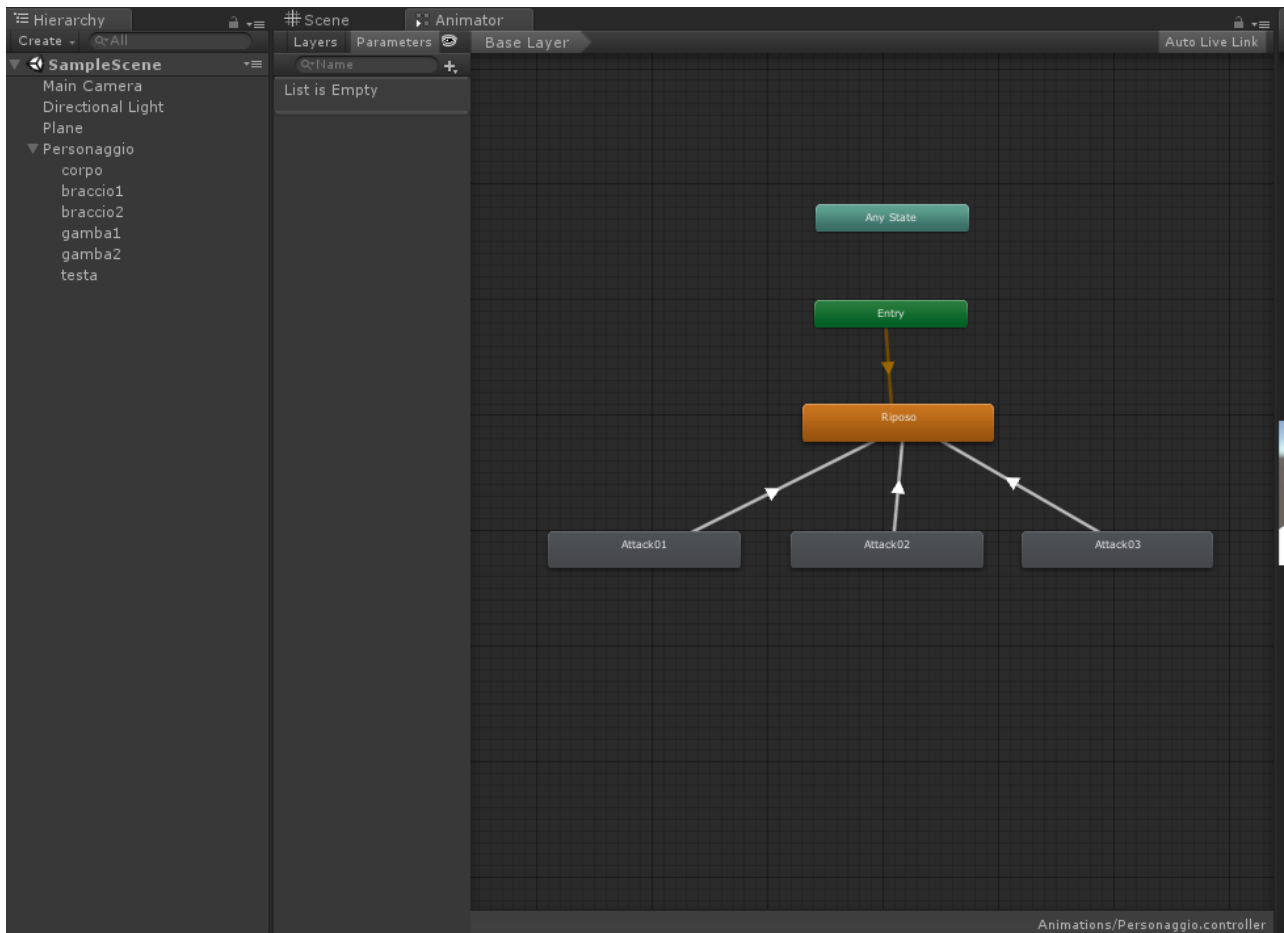 Hierarchy
Create
All
SampleScene
Main Camera
Directional Light
Plane
Personaggio
corpo
braccio1
braccio2
gamba1
gamba2
testa
Scene
Animator
Layers
Parameters
Base Layer
Auto Live Link
Name
List is Empty
Any State
Entry
Riposo
Attack01
Attack02
Attack03
Animations/Personaggio.controller